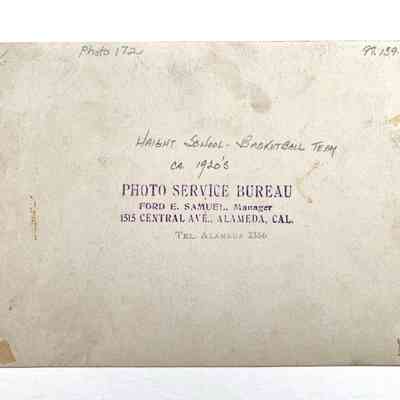 Photo 172
97.139.
HAIGHT SCHOOL - BASKETBALL TEAM
CA 1920's
PHOTO SERVICE BUREAU
FORD E. SAMUEL, Manager
1515 CENTRAL AVE., ALAMEDA, CAL.
TEL. ALAMEDA